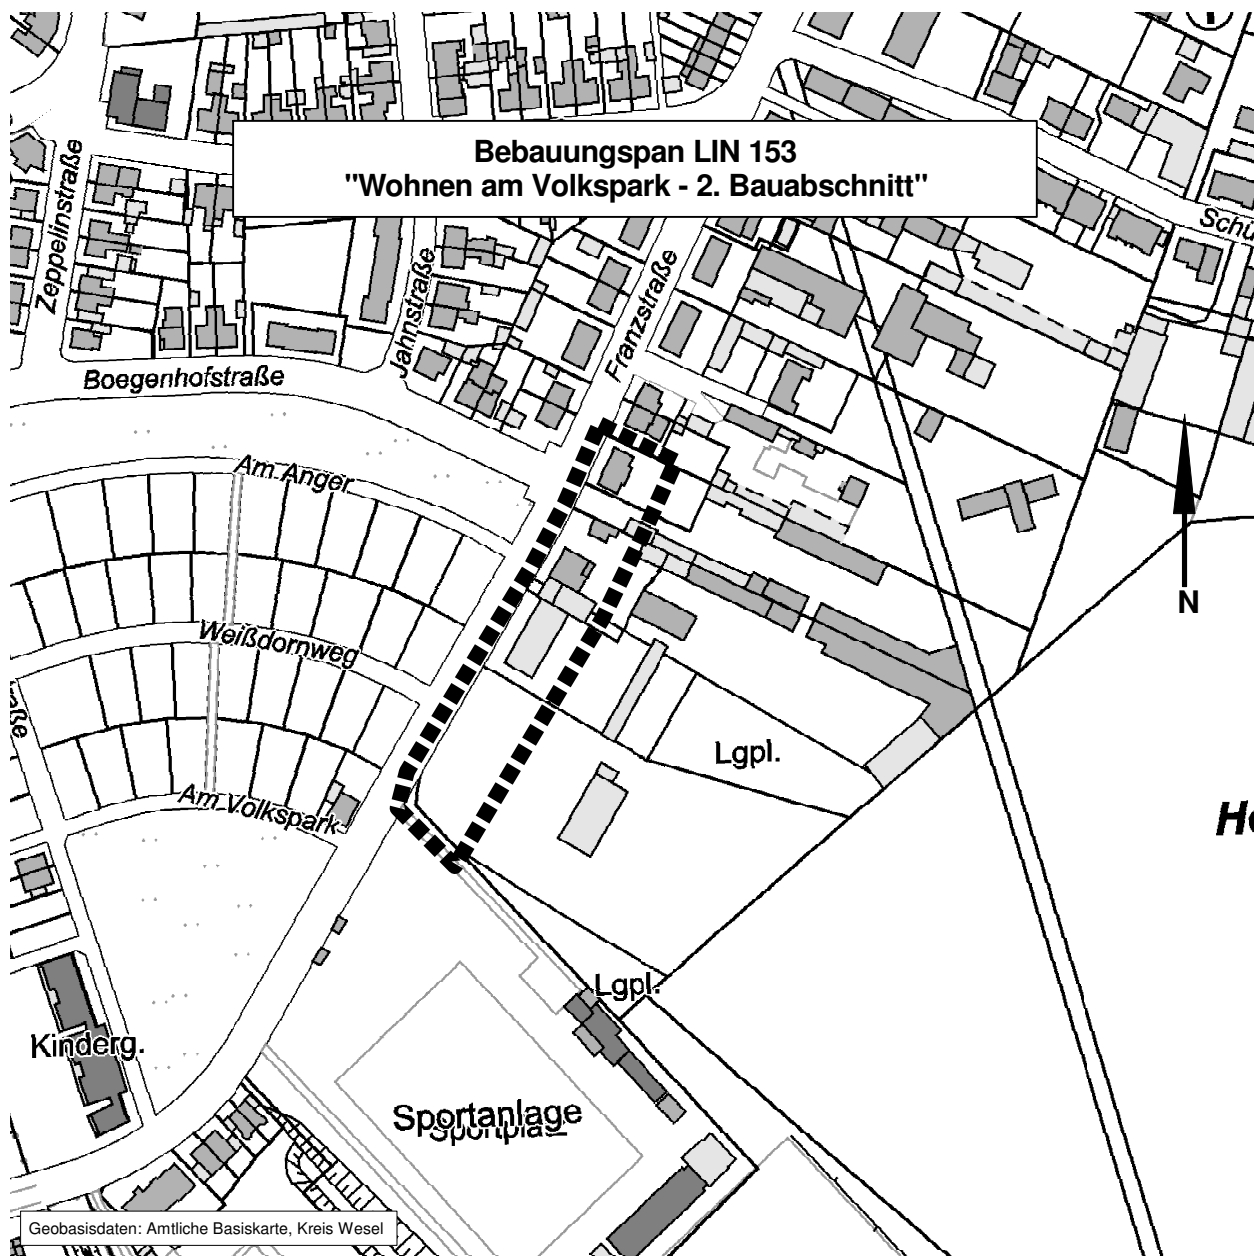 Bebauungspan LIN 153
"Wohnen am Volkspark - 2. Bauabschnitt"
Zeppelinstraße
Jahnstraße
Franzstraße
Boegenhofstraße
Am Anger
Weißdornweg
Am Volkspark
Lgpl.
N
Lgpl.
Kinderg.
Sportanlage
Sportplatz
Geobasisdaten: Amtliche Basiskarte, Kreis Wesel